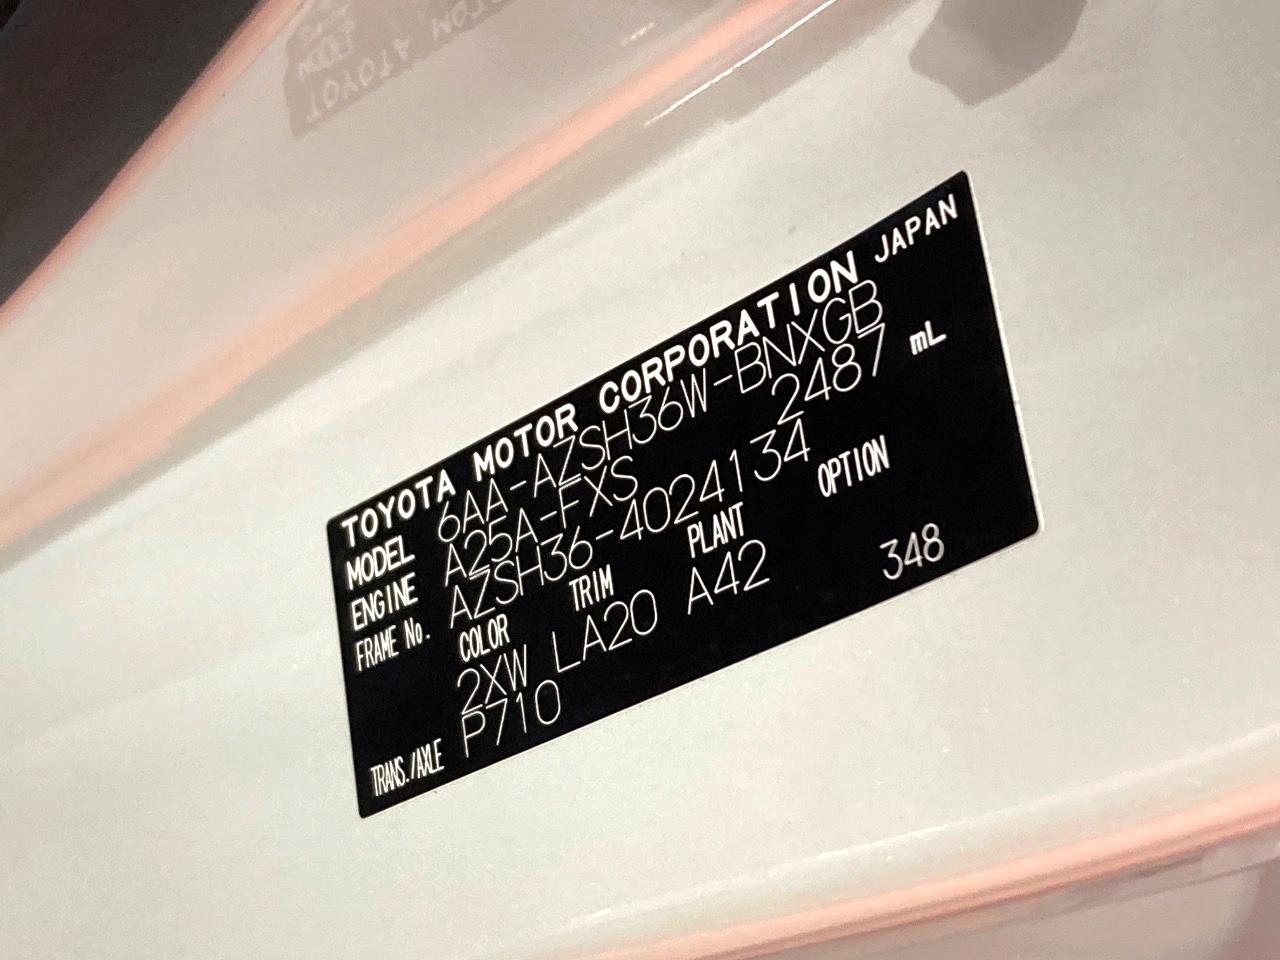 TOYOTA MOTOR CORPORATION JAPAN
MODEL 6AA-AZSH36W-BNXGB
ENGINE A25A-FXS 2487 mL
FRAME No. AZSH36-4024134
COLOR TRIM PLANT OPTION
2XW LA20 A42 348
TRANS./AXLE P710